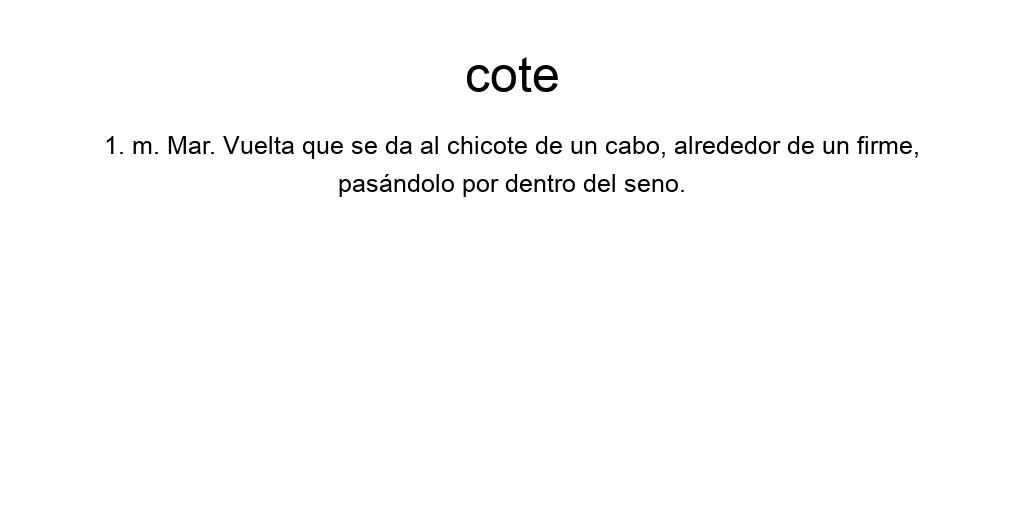 cote
1. m. Mar. Vuelta que se da al chicote de un cabo, alrededor de un firme,
pasándolo por dentro del seno.